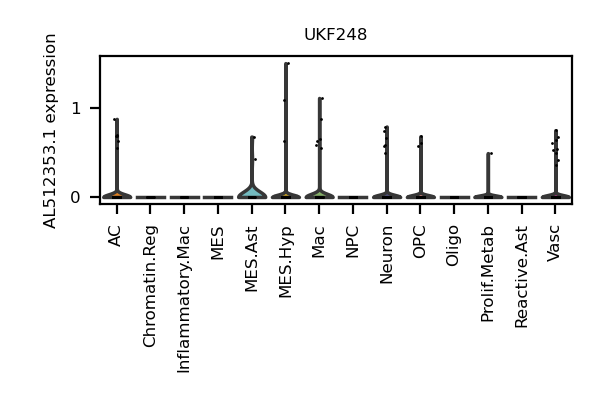 UKF248
AL512353.1 expression
1
0
AC
Chromatin.Reg
Inflammatory.Mac
MES
MES.Ast
MES.Hyp
Mac
NPC
Neuron
OPC
Oligo
Prolif.Metab
Reactive.Ast
Vasc